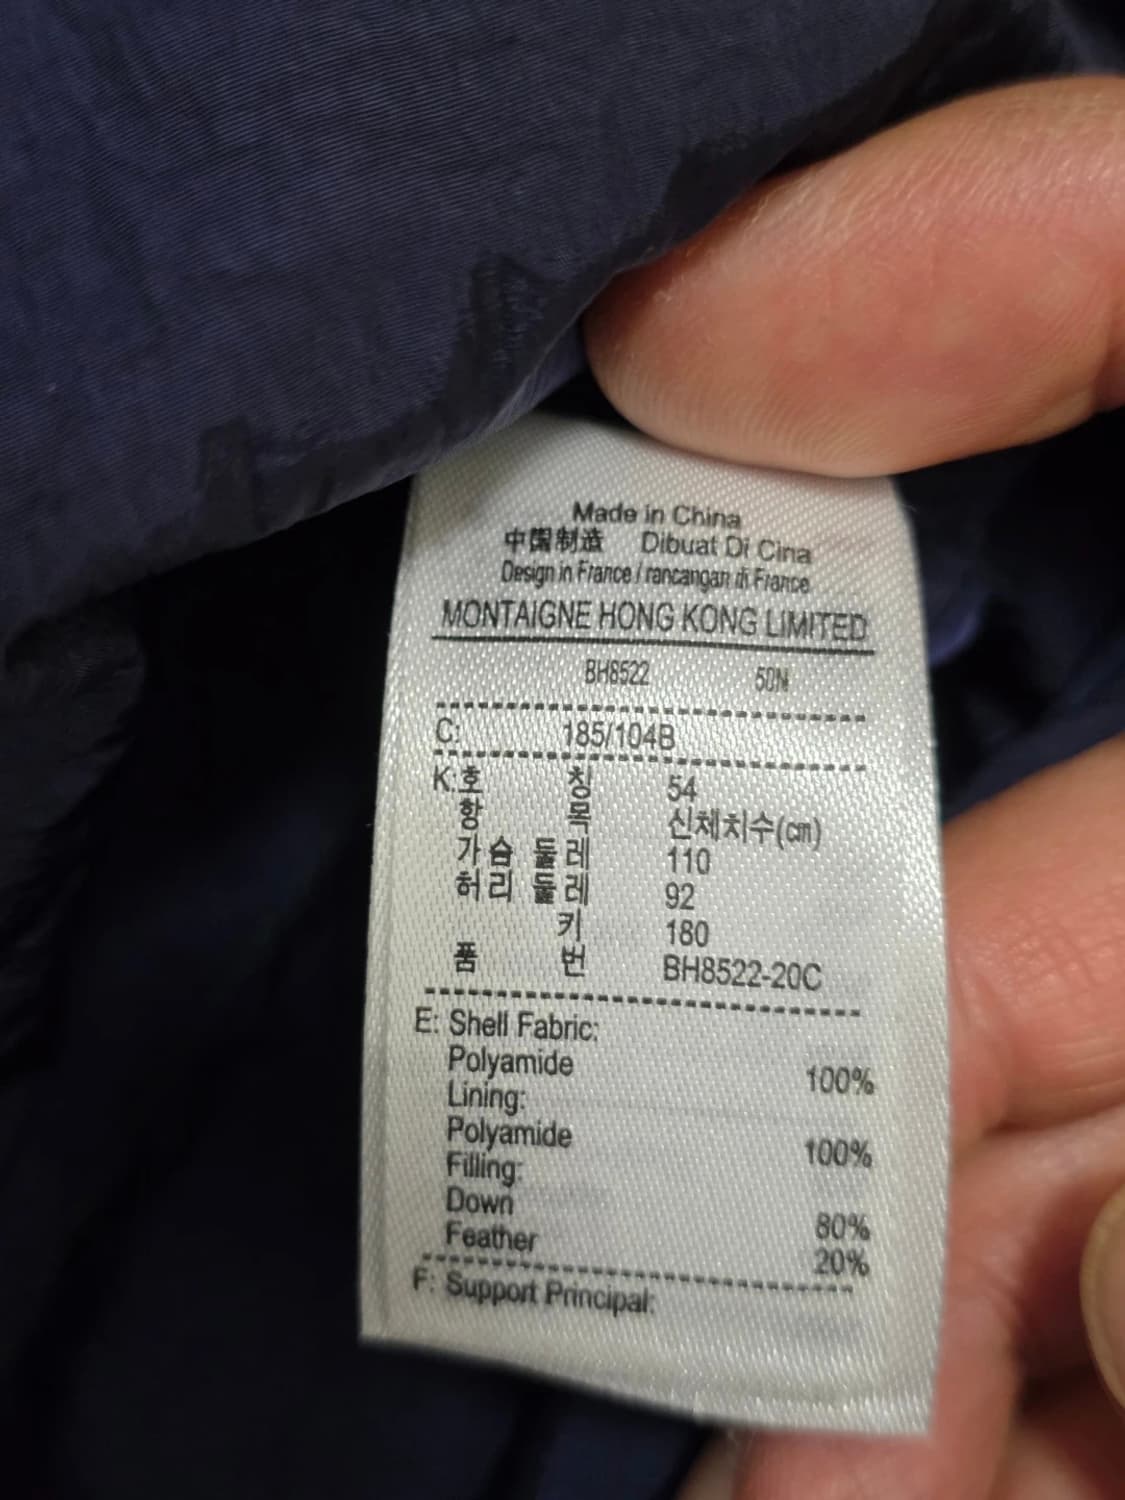 Made in China
中国制造 Dibuat Di Cina
Design in France / rancangan di France
MONTAIGNE HONG KONG LIMITED
BH8522 50N
C: 185/104B
K:호 칭 54
항 목 신체치수(㎝)
가슴둘레 110
허리둘레 92
키 180
품 번 BH8522-20C
E: Shell Fabric:
Polyamide 100%
Lining:
Polyamide 100%
Filling:
Down 80%
Feather 20%
F: Support Principal: